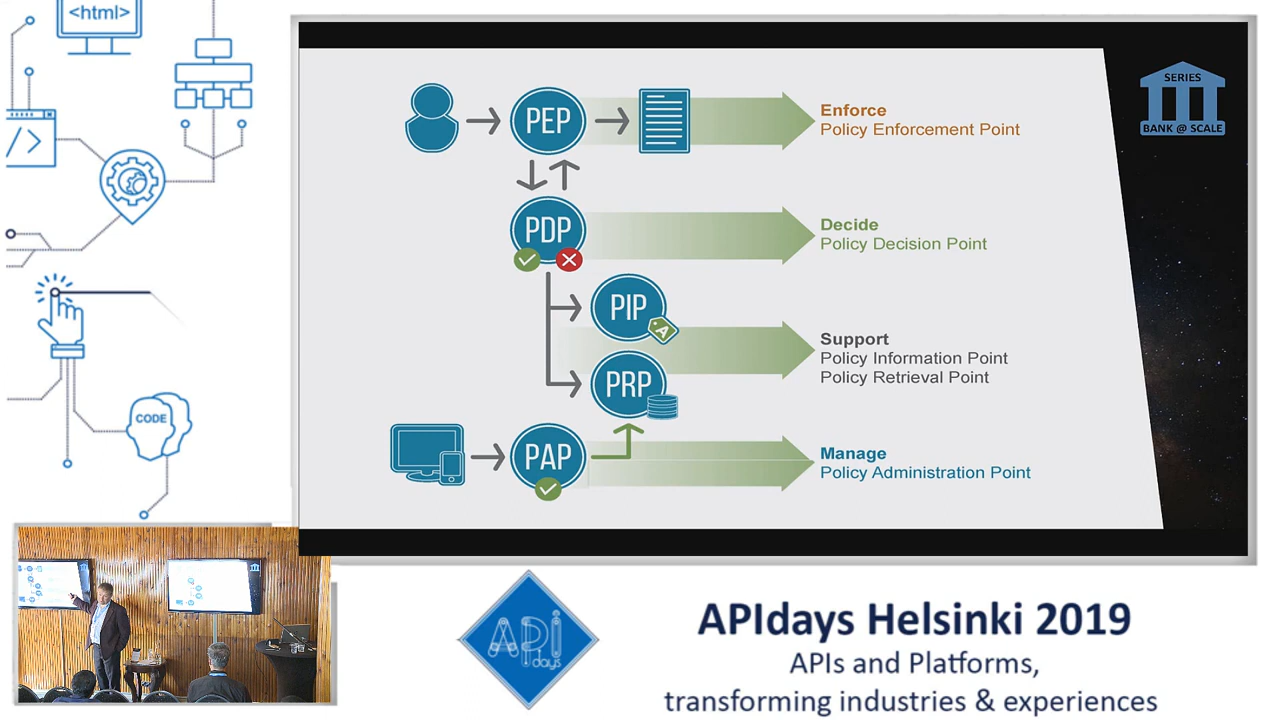 <html>
</>
CODE
PEP
PDP
PIP
A
PRP
PAP
Enforce
Policy Enforcement Point
Decide
Policy Decision Point
Support
Policy Information Point
Policy Retrieval Point
Manage
Policy Administration Point
SERIES
BANK @ SCALE
API
days
APIdays Helsinki 2019
APIs and Platforms,
transforming industries & experiences